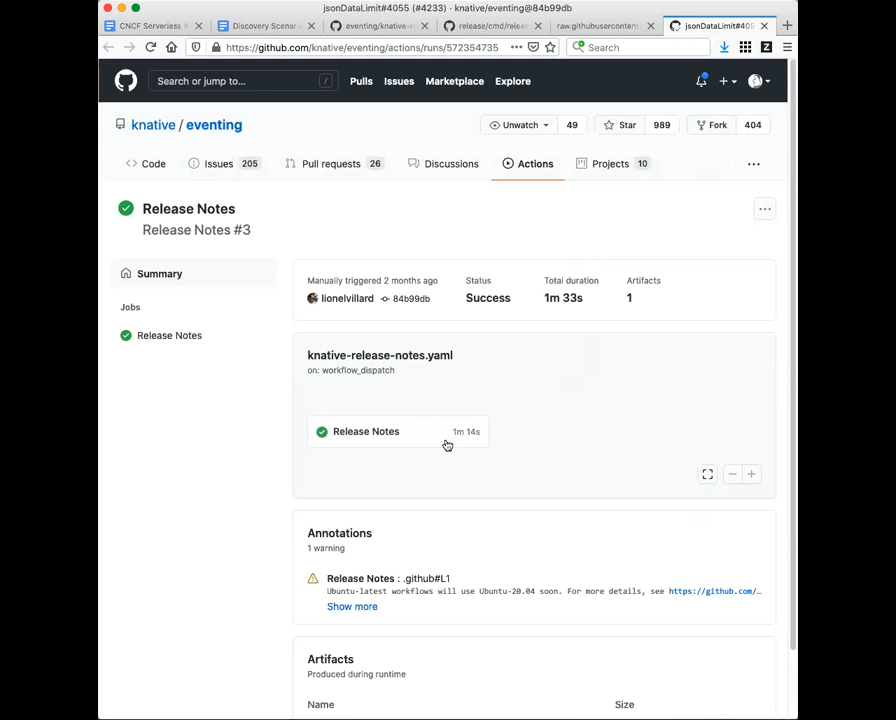 jsonDataLimit#4055 (#4233) · knative/eventing@84b99db
CNCF Serverless W
Discovery Scenar
eventing/knative-r
release/cmd/relea
raw.githubusercontent
jsonDataLimit#405
https://github.com/knative/eventing/actions/runs/572354735
Search
Search or jump to...
/
Pulls
Issues
Marketplace
Explore
knative / eventing
Unwatch
49
Star
989
Fork
404
Code
Issues
205
Pull requests
26
Discussions
Actions
Projects
10
Release Notes
Release Notes #3
Summary
Jobs
Release Notes
Manually triggered 2 months ago
Status
Total duration
Artifacts
lionelvillard
84b99db
Success
1m 33s
1
knative-release-notes.yaml
on: workflow_dispatch
Release Notes
1m 14s
Annotations
1 warning
Release Notes : .github#L1
Ubuntu-latest workflows will use Ubuntu-20.04 soon. For more details, see https://github.com/…
Show more
Artifacts
Produced during runtime
Name
Size